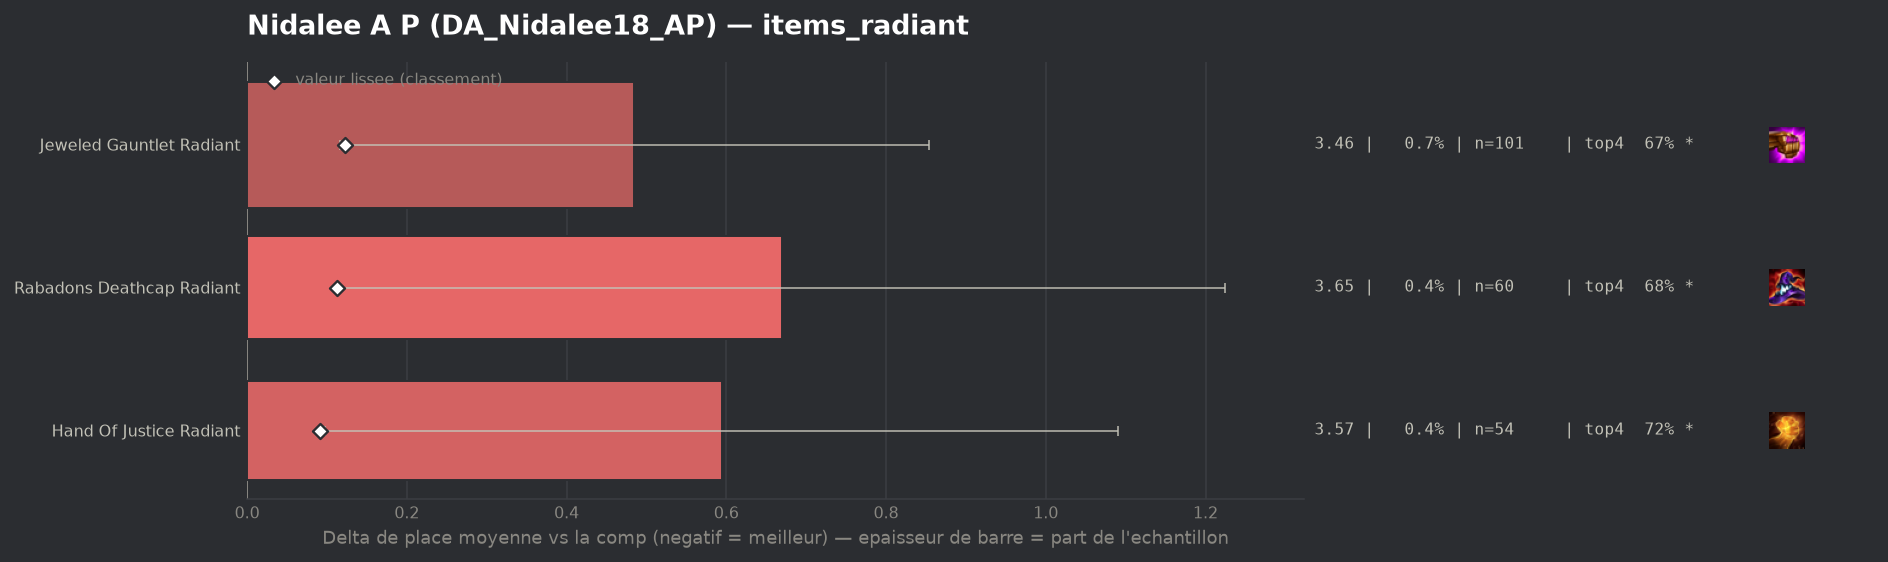 Nidalee A P (DA_Nidalee18_AP) — items_radiant
valeur lissee (classement)
Jeweled Gauntlet Radiant 3.46 | 0.7% | n=101 | top4 67% *
Rabadons Deathcap Radiant 3.65 | 0.4% | n=60 | top4 68% *
Hand Of Justice Radiant 3.57 | 0.4% | n=54 | top4 72% *
0.0 0.2 0.4 0.6 0.8 1.0 1.2
Delta de place moyenne vs la comp (negatif = meilleur) — epaisseur de barre = part de l'echantillon